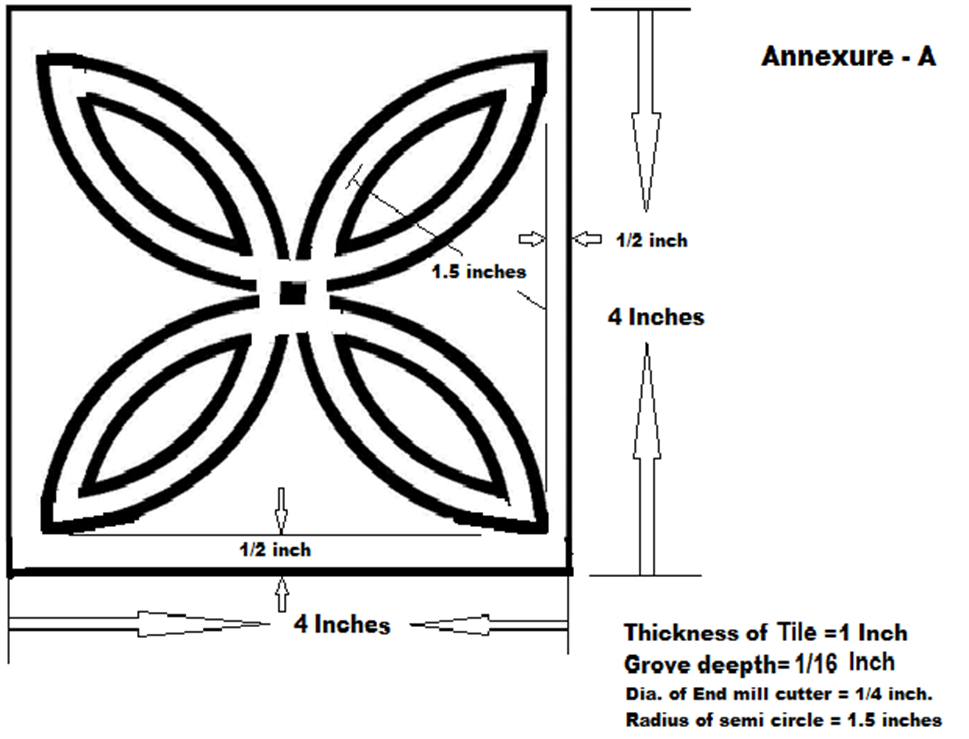 Annexure - A
1/2 inch
1.5 inches
4 Inches
1/2 inch
4 Inches
Thickness of Tile =1 Inch
Grove deepth= 1/16 Inch
Dia. of End mill cutter = 1/4 inch.
Radius of semi circle = 1.5 inches